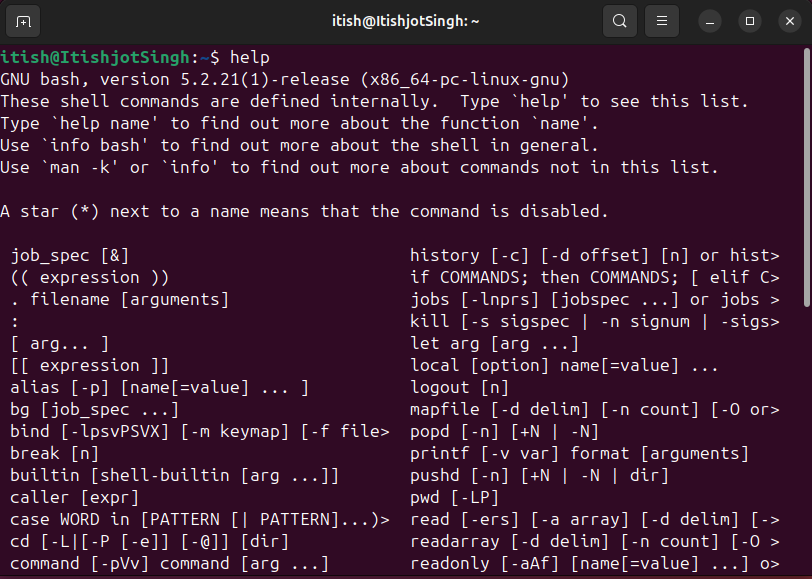 itish@ItishjotSingh: ~
itish@ItishjotSingh:~$ help
GNU bash, version 5.2.21(1)-release (x86_64-pc-linux-gnu)
These shell commands are defined internally.  Type `help' to see this list.
Type `help name' to find out more about the function `name'.
Use `info bash' to find out more about the shell in general.
Use `man -k' or `info' to find out more about commands not in this list.

A star (*) next to a name means that the command is disabled.

 job_spec [&]                            history [-c] [-d offset] [n] or hist>
 (( expression ))                        if COMMANDS; then COMMANDS; [ elif C>
 . filename [arguments]                  jobs [-lnprs] [jobspec ...] or jobs >
 :                                       kill [-s sigspec | -n signum | -sigs>
 [ arg... ]                              let arg [arg ...]
 [[ expression ]]                        local [option] name[=value] ...
 alias [-p] [name[=value] ... ]          logout [n]
 bg [job_spec ...]                       mapfile [-d delim] [-n count] [-O or>
 bind [-lpsvPSVX] [-m keymap] [-f file>  popd [-n] [+N | -N]
 break [n]                               printf [-v var] format [arguments]
 builtin [shell-builtin [arg ...]]       pushd [-n] [+N | -N | dir]
 caller [expr]                           pwd [-LP]
 case WORD in [PATTERN [| PATTERN]...)>  read [-ers] [-a array] [-d delim] [->
 cd [-L|[-P [-e]] [-@]] [dir]            readarray [-d delim] [-n count] [-O >
 command [-pVv] command [arg ...]        readonly [-aAf] [name[=value] ...] o>